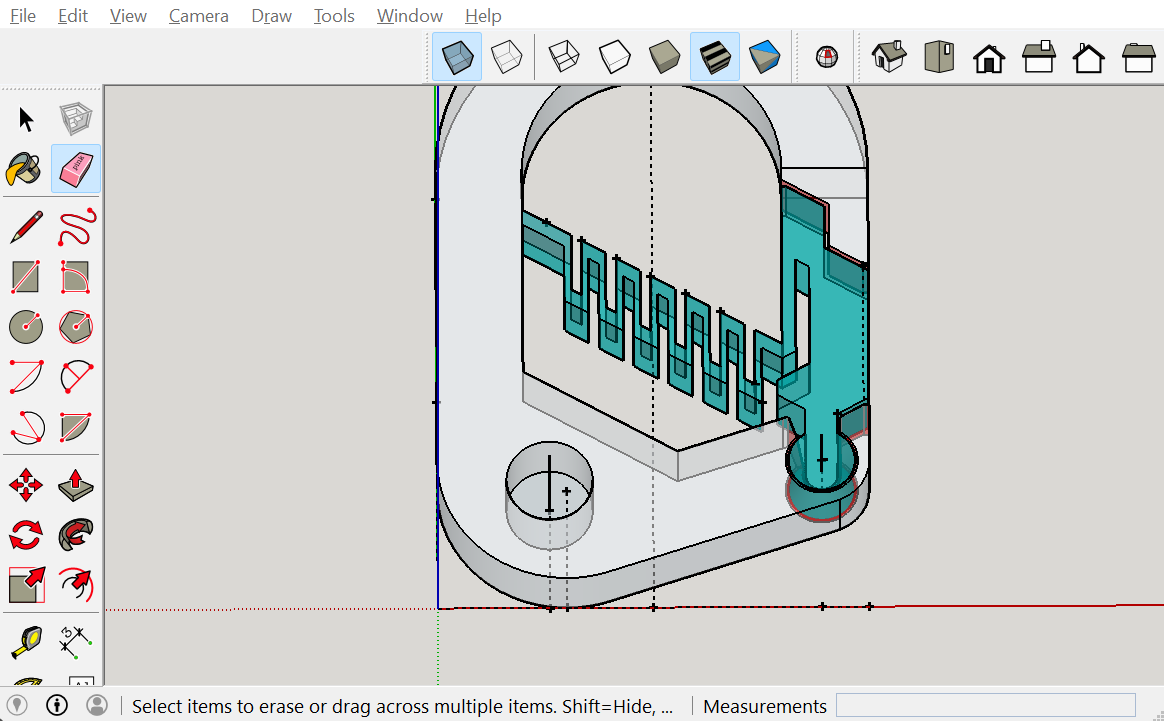 File Edit View Camera Draw Tools Window Help
Select items to erase or drag across multiple items. Shift=Hide, ...
Measurements